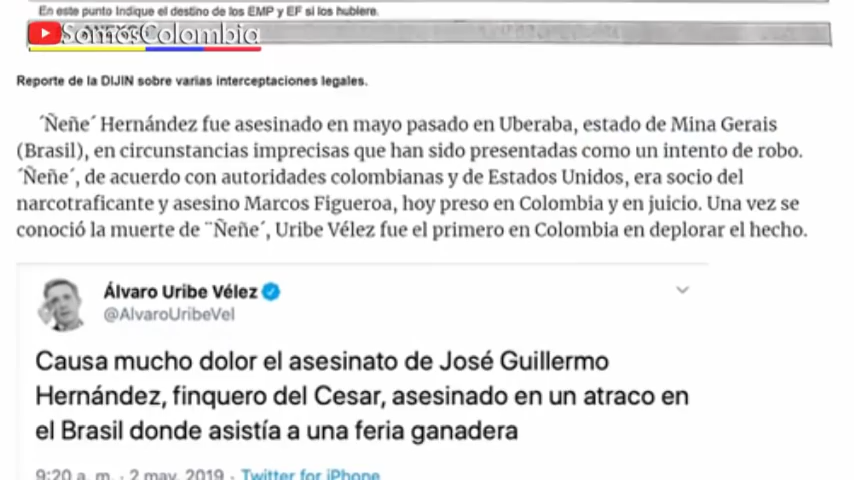 En este punto Indique el destino de los EMP y EF si los hubiere.
SomosColombia
Reporte de la DIJIN sobre varias interceptaciones legales.
´Ñeñe´ Hernández fue asesinado en mayo pasado en Uberaba, estado de Mina Gerais
(Brasil), en circunstancias imprecisas que han sido presentadas como un intento de robo.
´Ñeñe´, de acuerdo con autoridades colombianas y de Estados Unidos, era socio del
narcotraficante y asesino Marcos Figueroa, hoy preso en Colombia y en juicio. Una vez se
conoció la muerte de ¨Ñeñe´, Uribe Vélez fue el primero en Colombia en deplorar el hecho.
Álvaro Uribe Vélez
@AlvaroUribeVel
Causa mucho dolor el asesinato de José Guillermo
Hernández, finquero del Cesar, asesinado en un atraco en
el Brasil donde asistía a una feria ganadera
9:20 a. m. · 2 may. 2019 · Twitter for iPhone